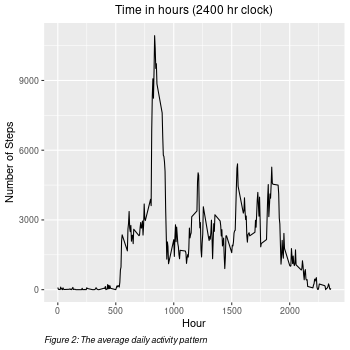 Time in hours (2400 hr clock)
Number of Steps
9000
6000
3000
0
0
500
1000
1500
2000
Hour
Figure 2: The average daily activity pattern